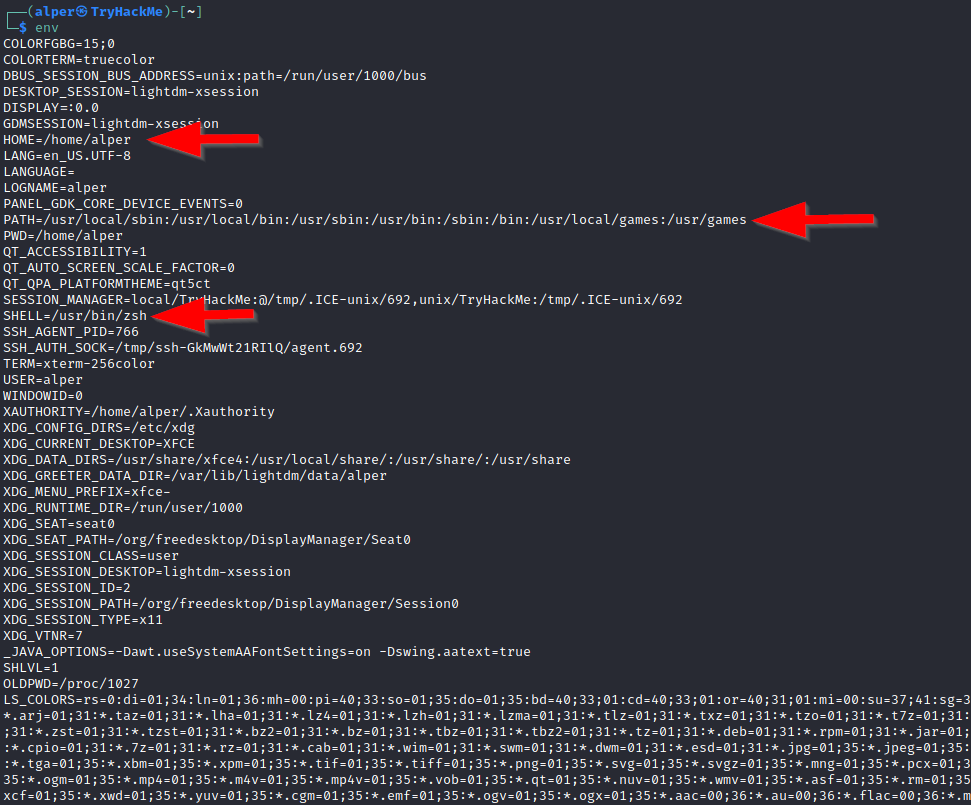 ┌──(alper㉿TryHackMe)-[~]
└─$ env
COLORFGBG=15;0
COLORTERM=truecolor
DBUS_SESSION_BUS_ADDRESS=unix:path=/run/user/1000/bus
DESKTOP_SESSION=lightdm-xsession
DISPLAY=:0.0
GDMSESSION=lightdm-xsession
HOME=/home/alper
LANG=en_US.UTF-8
LANGUAGE=
LOGNAME=alper
PANEL_GDK_CORE_DEVICE_EVENTS=0
PATH=/usr/local/sbin:/usr/local/bin:/usr/sbin:/usr/bin:/sbin:/bin:/usr/local/games:/usr/games
PWD=/home/alper
QT_ACCESSIBILITY=1
QT_AUTO_SCREEN_SCALE_FACTOR=0
QT_QPA_PLATFORMTHEME=qt5ct
SESSION_MANAGER=local/TryHackMe:@/tmp/.ICE-unix/692,unix/TryHackMe:/tmp/.ICE-unix/692
SHELL=/usr/bin/zsh
SSH_AGENT_PID=766
SSH_AUTH_SOCK=/tmp/ssh-GkMwWt21RIlQ/agent.692
TERM=xterm-256color
USER=alper
WINDOWID=0
XAUTHORITY=/home/alper/.Xauthority
XDG_CONFIG_DIRS=/etc/xdg
XDG_CURRENT_DESKTOP=XFCE
XDG_DATA_DIRS=/usr/share/xfce4:/usr/local/share/:/usr/share/:/usr/share
XDG_GREETER_DATA_DIR=/var/lib/lightdm/data/alper
XDG_MENU_PREFIX=xfce-
XDG_RUNTIME_DIR=/run/user/1000
XDG_SEAT=seat0
XDG_SEAT_PATH=/org/freedesktop/DisplayManager/Seat0
XDG_SESSION_CLASS=user
XDG_SESSION_DESKTOP=lightdm-xsession
XDG_SESSION_ID=2
XDG_SESSION_PATH=/org/freedesktop/DisplayManager/Session0
XDG_SESSION_TYPE=x11
XDG_VTNR=7
_JAVA_OPTIONS=-Dawt.useSystemAAFontSettings=on -Dswing.aatext=true
SHLVL=1
OLDPWD=/proc/1027
LS_COLORS=rs=0:di=01;34:ln=01;36:mh=00:pi=40;33:so=01;35:do=01;35:bd=40;33;01:cd=40;33;01:or=40;31;01:mi=00:su=37;41:sg=3
*.arj=01;31:*.taz=01;31:*.lha=01;31:*.lz4=01;31:*.lzh=01;31:*.lzma=01;31:*.tlz=01;31:*.txz=01;31:*.tzo=01;31:*.t7z=01;31:
;31:*.zst=01;31:*.tzst=01;31:*.bz2=01;31:*.bz=01;31:*.tbz=01;31:*.tbz2=01;31:*.tz=01;31:*.deb=01;31:*.rpm=01;31:*.jar=01;
:*.cpio=01;31:*.7z=01;31:*.rz=01;31:*.cab=01;31:*.wim=01;31:*.swm=01;31:*.dwm=01;31:*.esd=01;31:*.jpg=01;35:*.jpeg=01;35:
:*.tga=01;35:*.xbm=01;35:*.xpm=01;35:*.tif=01;35:*.tiff=01;35:*.png=01;35:*.svg=01;35:*.svgz=01;35:*.mng=01;35:*.pcx=01;3
35:*.ogm=01;35:*.mp4=01;35:*.m4v=01;35:*.mp4v=01;35:*.vob=01;35:*.qt=01;35:*.nuv=01;35:*.wmv=01;35:*.asf=01;35:*.rm=01;35
xcf=01;35:*.xwd=01;35:*.yuv=01;35:*.cgm=01;35:*.emf=01;35:*.ogv=01;35:*.ogx=01;35:*.aac=00;36:*.au=00;36:*.flac=00;36:*.m